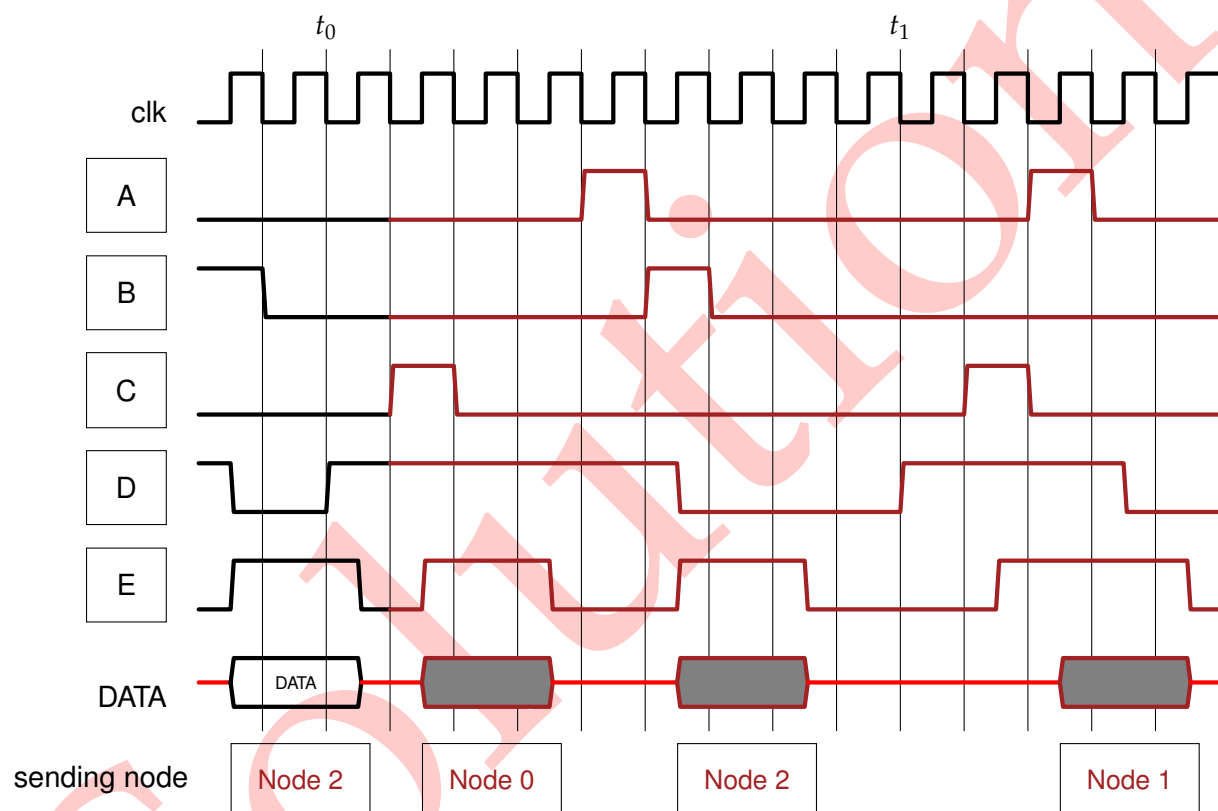 t0 t1
clk
A
B
C
D
E
DATA DATA
sending node Node 2 Node 0 Node 2 Node 1
Solution